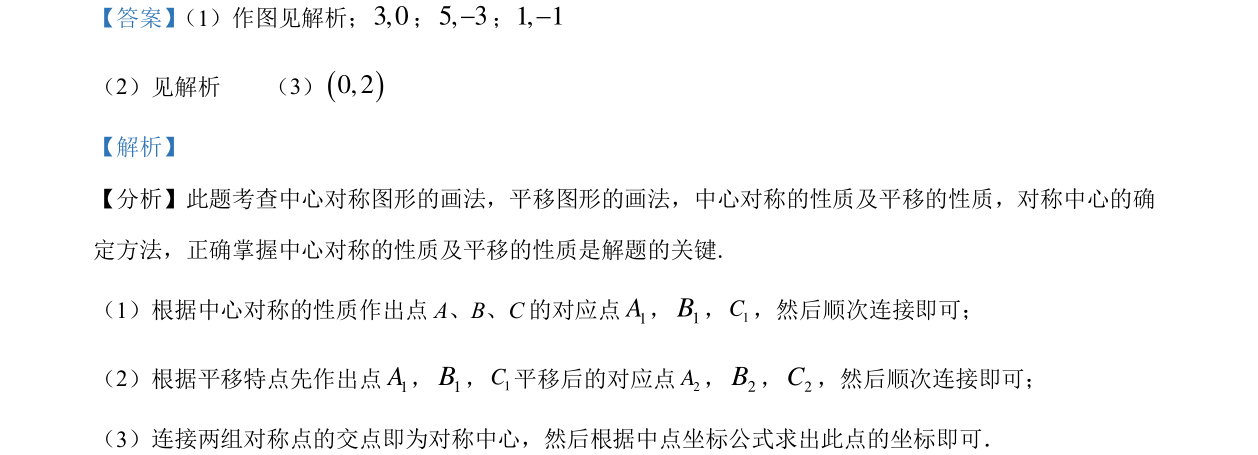 【答案】（1）作图见解析；3,0；5,−3；1,−1
（2）见解析 （3）(0,2)
【解析】
【分析】此题考查中心对称图形的画法，平移图形的画法，中心对称的性质及平移的性质，对称中心的确
定方法，正确掌握中心对称的性质及平移的性质是解题的关键.
（1）根据中心对称的性质作出点 A、B、C 的对应点 A₁，B₁，C₁，然后顺次连接即可；
（2）根据平移特点先作出点 A₁，B₁，C₁平移后的对应点 A₂，B₂，C₂，然后顺次连接即可；
（3）连接两组对称点的交点即为对称中心，然后根据中点坐标公式求出此点的坐标即可．